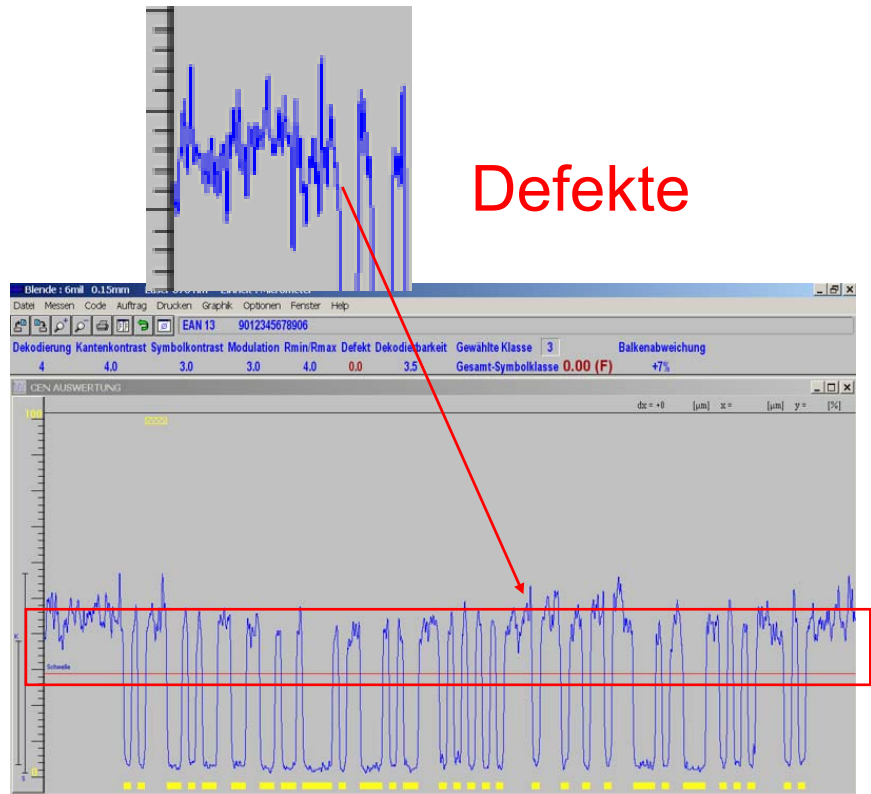 Defekte
Blende : 6mil 0.15mm
Datei Messen Code Auftrag Drucken Graphik Optionen Fenster Help
EAN 13 9012345678906
Dekodierung Kantenkontrast Symbolkontrast Modulation Rmin/Rmax Defekt Dekodierbarkeit Gewählte Klasse 3 Balkenabweichung
4 4.0 3.0 3.0 4.0 0.0 3.5 Gesamt-Symbolklasse 0.00 (F) +7%
CEN AUSWERTUNG
dx = +0 [µm] x = [µm] y = [%]
100
K
Schwelle
S
0